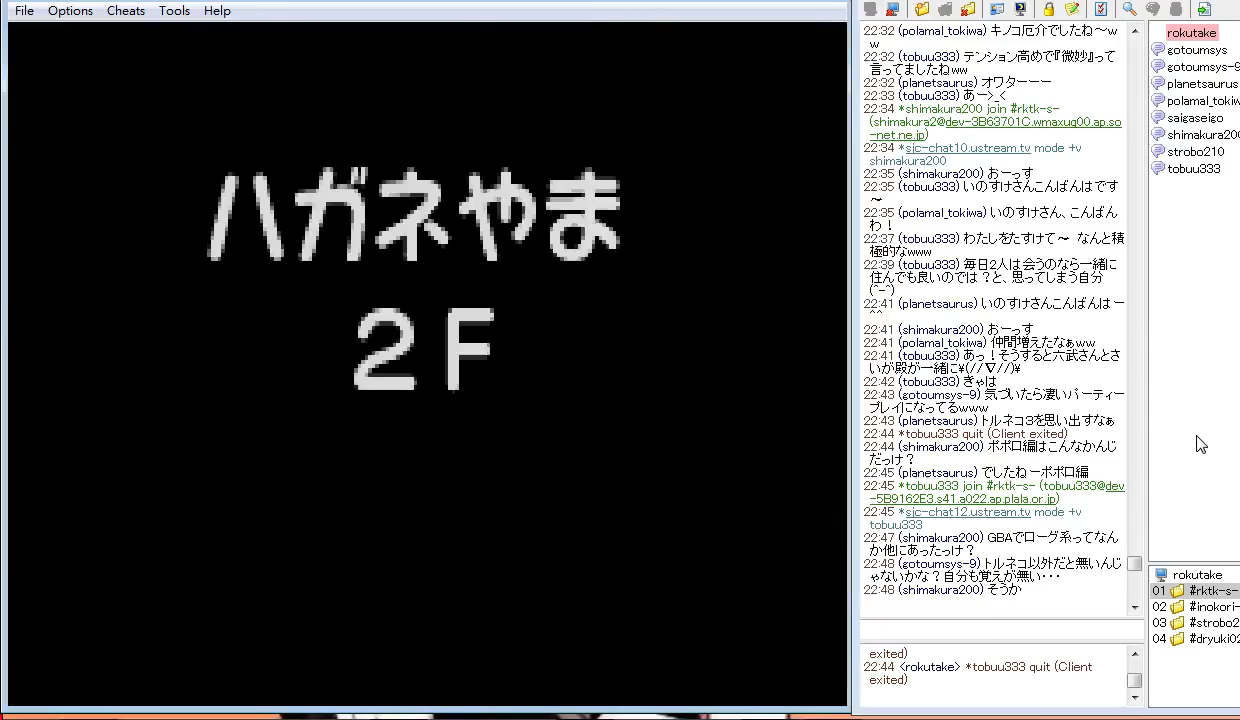 File Options Cheats Tools Help
ハガネやま
2F
22:32 (polamal_tokiwa) キノコ厄介でしたね～w
w
22:32 (tobuu333) テンション高めで『微妙』って
言ってましたねww
22:32 (planetsaurus) オワターーー
22:33 (tobuu333) あー>_<
22:34 *shimakura200 join #rktk-s-
(shimakura2@dev-3B63701C.wmaxuq00.ap.so
-net.ne.jp)
22:34 *sjc-chat10.ustream.tv mode +v
shimakura200
22:35 (shimakura200) おーっす
22:35 (tobuu333) いのすけさんこんばんはです
～
22:35 (polamal_tokiwa) いのすけさん、こんばん
わ！
22:37 (tobuu333) わたしをたすけて～ なんと積
極的なwww
22:39 (tobuu333) 毎日2人は会うのなら一緒に
住んでも良いのでは？と、思ってしまう自分
(^-^)
22:41 (planetsaurus) いのすけさんこんばんはー
^^
22:41 (shimakura200) おーっす
22:41 (polamal_tokiwa) 仲間増えたなぁww
22:41 (tobuu333) あっ！そうすると六武さんとさ
いが殿が一緒に¥(//∇//)¥
22:42 (tobuu333) きゃは
22:43 (gotoumsys-9) 気づいたら凄いパーティー
プレイになってるwww
22:43 (planetsaurus) トルネコ3を思い出すなぁ
22:44 *tobuu333 quit (Client exited)
22:44 (shimakura200) ポポロ編はこんなかんじ
だっけ？
22:45 (planetsaurus) でしたねーポポロ編
22:45 *tobuu333 join #rktk-s- (tobuu333@dev
-5B9162E3.s41.a022.ap.plala.or.jp)
22:45 *sjc-chat12.ustream.tv mode +v
tobuu333
22:47 (shimakura200) GBAでローグ系ってなん
か他にあったっけ？
22:48 (gotoumsys-9) トルネコ以外だと無いんじ
ゃないかな？自分も覚えが無い・・・
22:48 (shimakura200) そうか
exited)
22:44 <rokutake> *tobuu333 quit (Client
exited)
rokutake
gotoumsys
gotoumsys-9
planetsaurus
polamal_tokiw
saigaseigo
shimakura200
strobo210
tobuu333
rokutake
01 #rktk-s-
02 #inokori-
03 #strobo2
04 #dryuki02